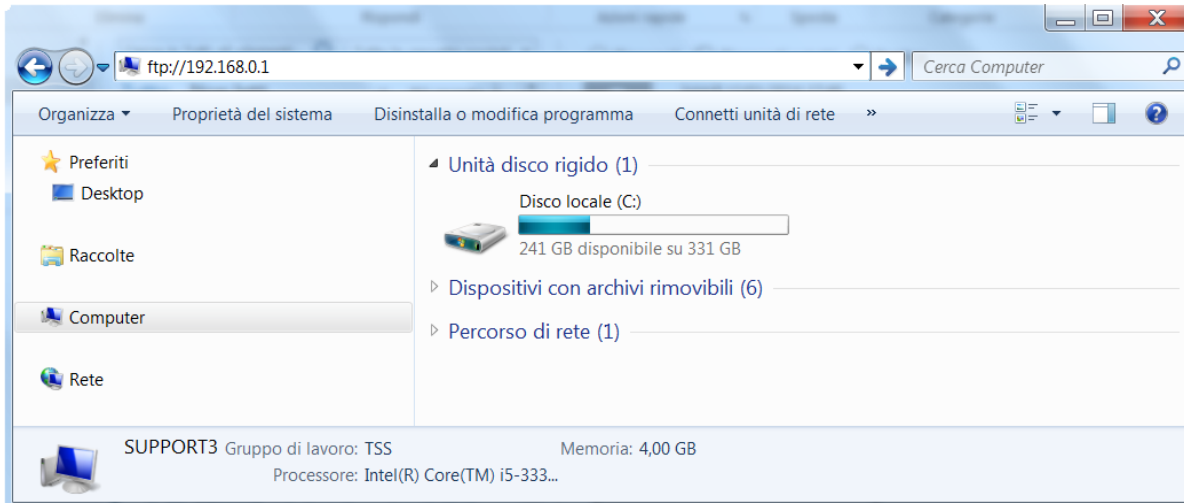 ftp://192.168.0.1
Cerca Computer
Organizza
Proprietà del sistema
Disinstalla o modifica programma
Connetti unità di rete
»
Preferiti
Desktop
Raccolte
Computer
Rete
Unità disco rigido (1)
Disco locale (C:)
241 GB disponibile su 331 GB
Dispositivi con archivi rimovibili (6)
Percorso di rete (1)
SUPPORT3 Gruppo di lavoro: TSS Memoria: 4,00 GB
Processore: Intel(R) Core(TM) i5-333...